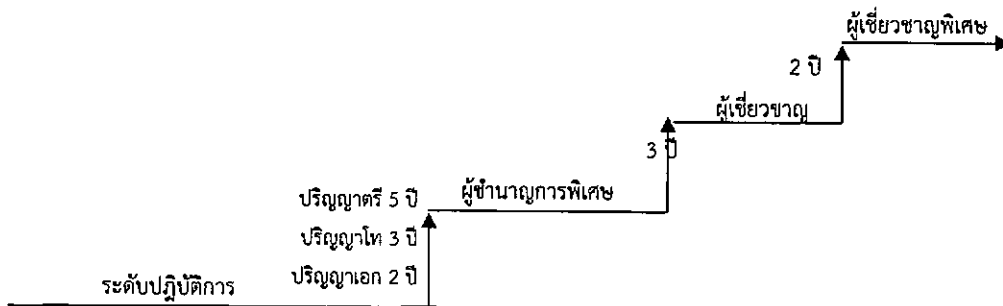 ผู้เชี่ยวชาญพิเศษ
2 ปี
ผู้เชี่ยวขาญ
3 ปี
ปริญญาตรี 5 ปี
ผู้ชำนาญการพิเศษ
ปริญญาโท 3 ปี
ระดับปฏิบัติการ
ปริญญาเอก 2 ปี